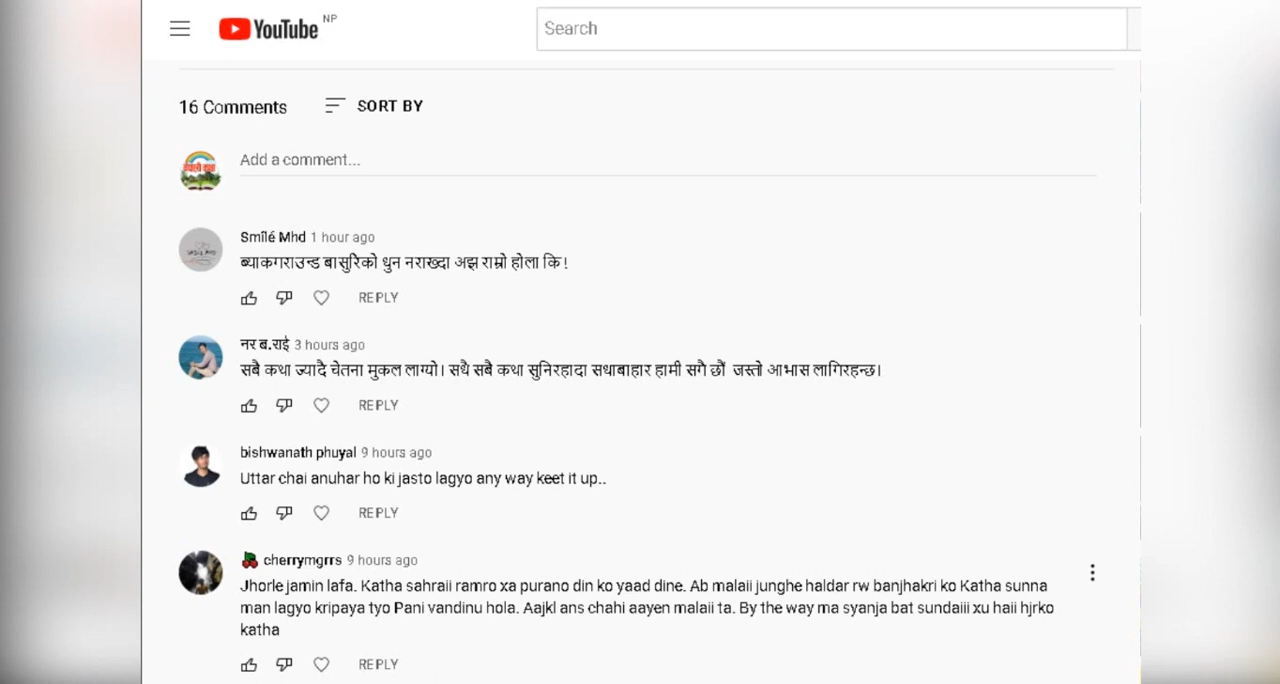 YouTube NP
Search
16 Comments SORT BY
Add a comment...
Smîlé Mhd 1 hour ago
ब्याकगराउन्ड बासुरिको धुन नराख्दा अझ राम्रो होला कि!
REPLY
नर ब.राई 3 hours ago
सबै कथा ज्यादै चेतना मुकल लाग्यो। सधै सबै कथा सुनिरहादा सधाबाहार हामी सगै छौं जस्तो आभास लागिरहन्छ।
REPLY
bishwanath phuyal 9 hours ago
Uttar chai anuhar ho ki jasto lagyo any way keet it up..
REPLY
cherrymgrrs 9 hours ago
Jhorle jamin lafa. Katha sahraii ramro xa purano din ko yaad dine. Ab malaii junghe haldar rw banjhakri ko Katha sunna
man lagyo kripaya tyo Pani vandinu hola. Aajkl ans chahi aayen malaii ta. By the way ma syanja bat sundaiii xu haii hjrko
katha
REPLY